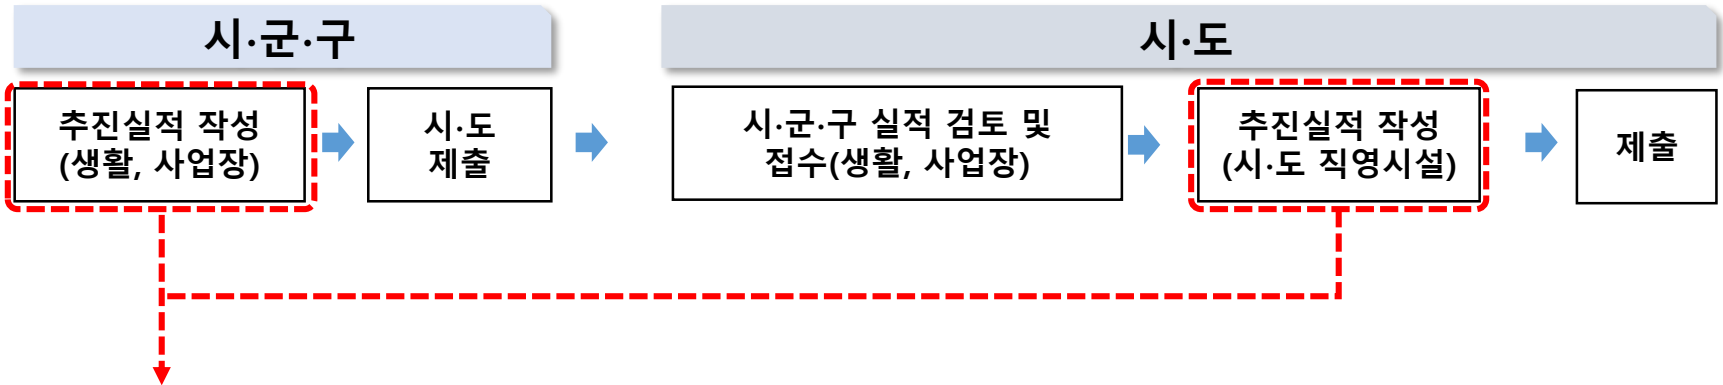 시·군·구
시·도
추진실적 작성
(생활, 사업장)
시·도
제출
시·군·구 실적 검토 및
접수(생활, 사업장)
추진실적 작성
(시·도 직영시설)
제출